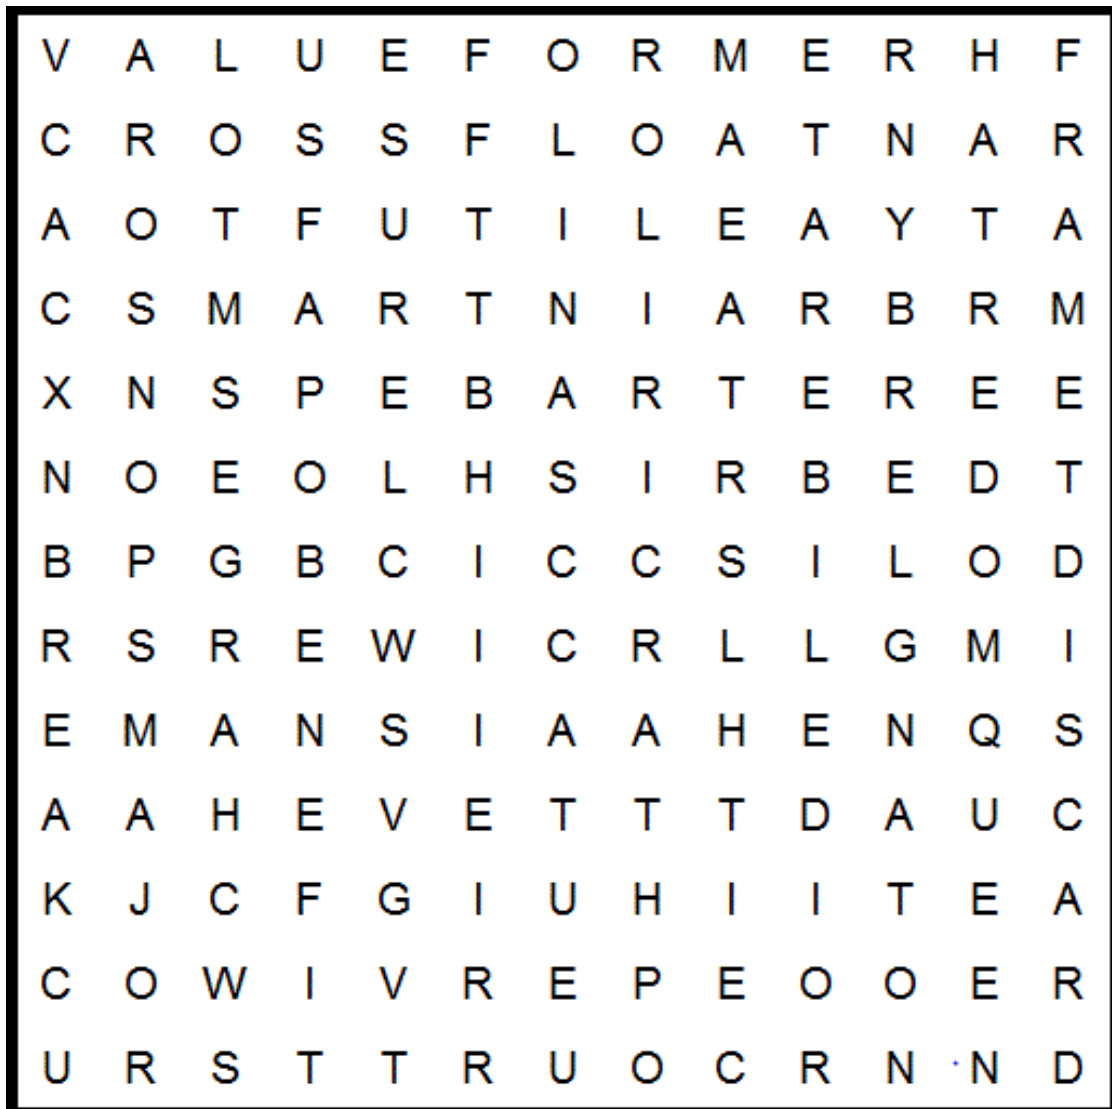 V A L U E F O R M E R H F
C R O S S F L O A T N A R
A O T F U T I L E A Y T A
C S M A R T N I A R B R M
X N S P E B A R T E R E E
N O E O L H S I R B E D T
B P G B C I C C S I L O D
R S R E W I C R L L G M I
E M A N S I A A H E N Q S
A A H E V E T T T D A U C
K J C F G I U H I I T E A
C O W I V R E P E O O E R
U R S T T R U O C R N N D